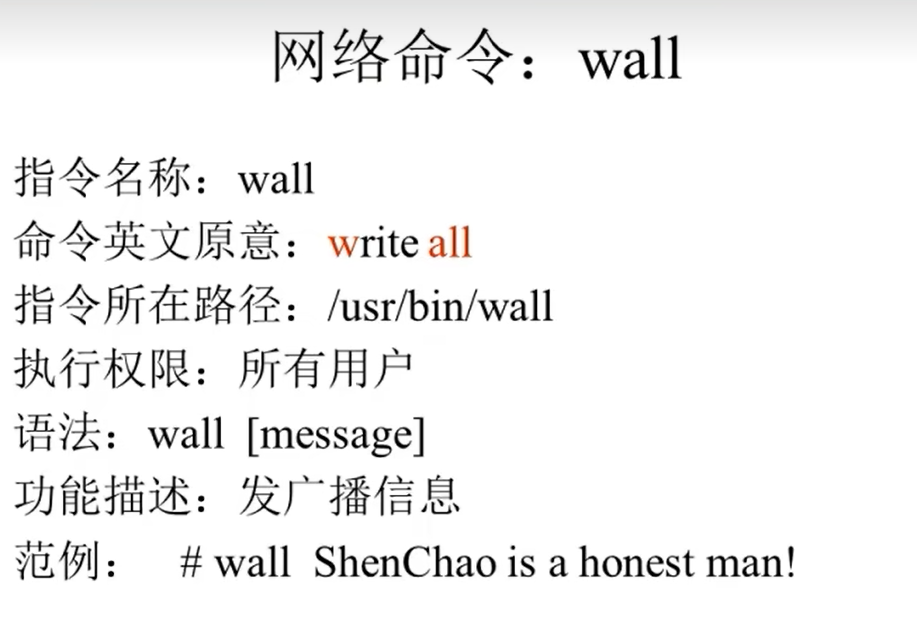 网络命令：wall
指令名称：wall
命令英文原意：write all
指令所在路径：/usr/bin/wall
执行权限：所有用户
语法：wall [message]
功能描述：发广播信息
范例： # wall ShenChao is a honest man!